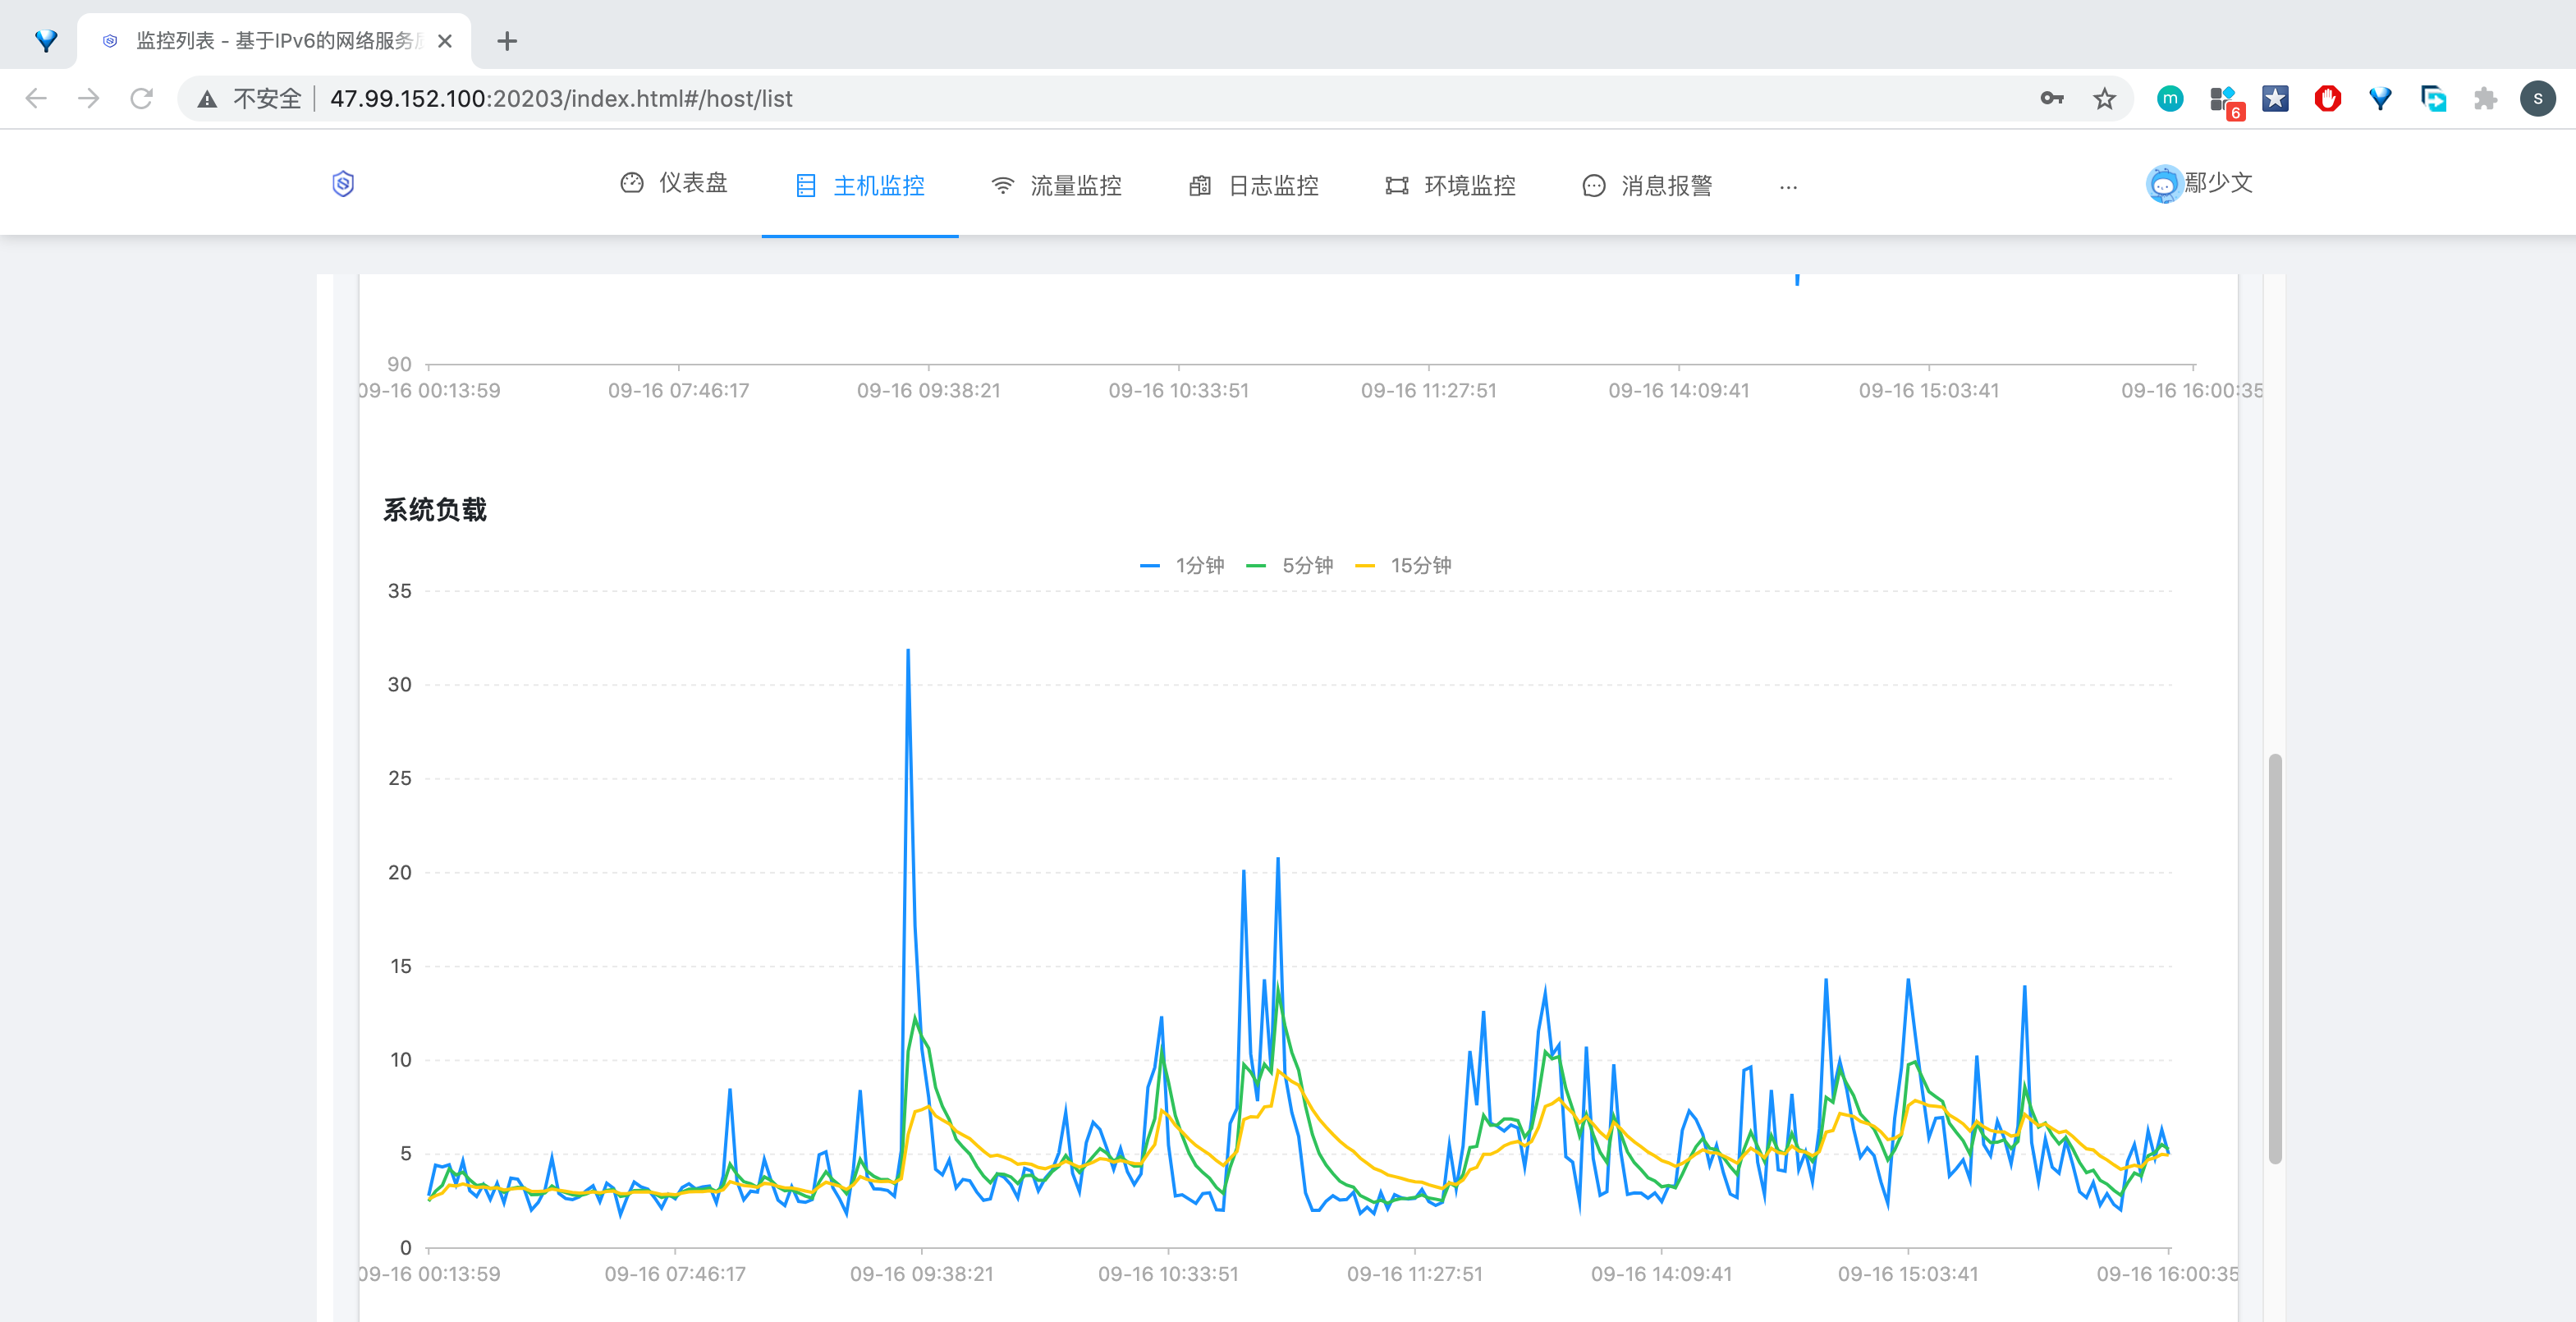 监控列表 - 基于IPv6的网络服务
不安全 47.99.152.100:20203/index.html#/host/list
m
6
s
仪表盘 主机监控 流量监控 日志监控 环境监控 消息报警 ... 鄢少文
90
09-16 00:13:59 09-16 07:46:17 09-16 09:38:21 09-16 10:33:51 09-16 11:27:51 09-16 14:09:41 09-16 15:03:41 09-16 16:00:35
系统负载
1分钟 5分钟 15分钟
35
30
25
20
15
10
5
0
09-16 00:13:59 09-16 07:46:17 09-16 09:38:21 09-16 10:33:51 09-16 11:27:51 09-16 14:09:41 09-16 15:03:41 09-16 16:00:35